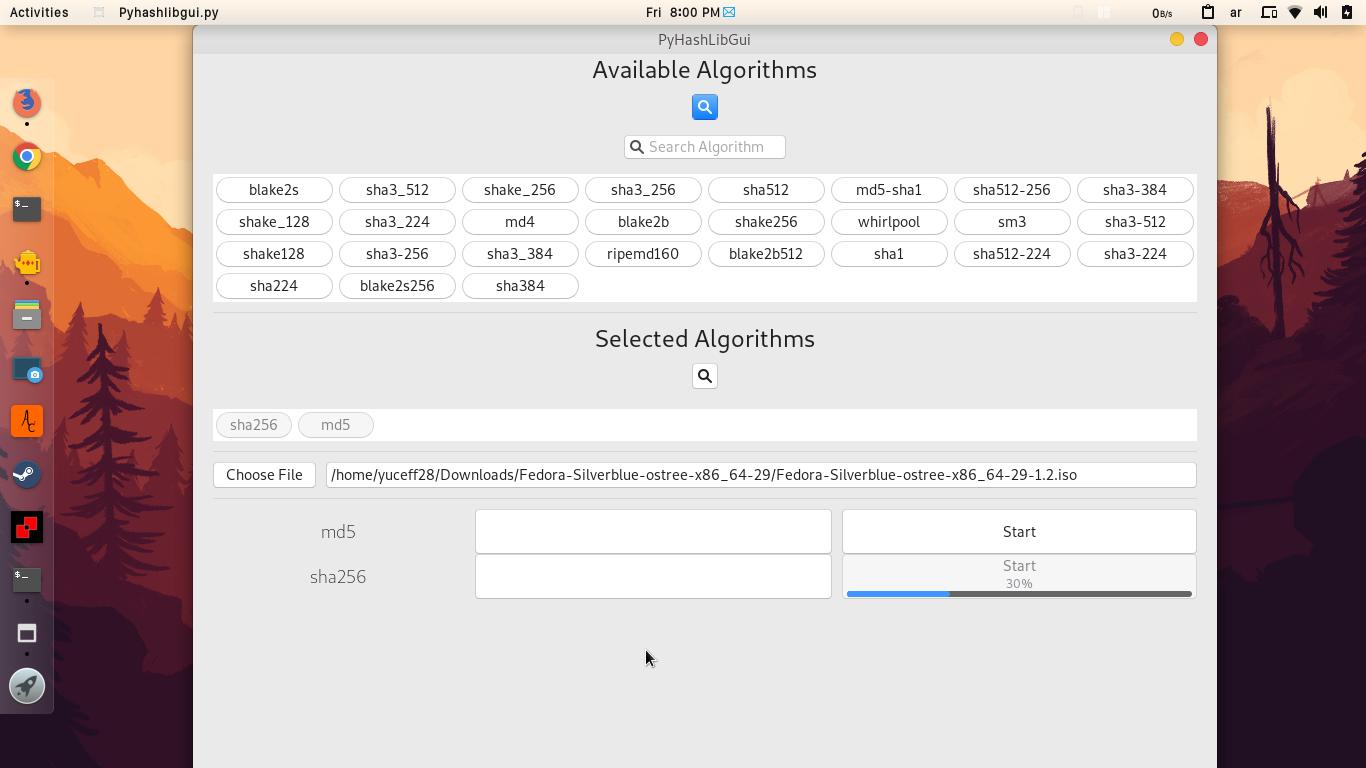 Activities Pyhashlibgui.py Fri 8:00 PM 0B/s ar
PyHashLibGui
Available Algorithms
Search Algorithm
blake2s sha3_512 shake_256 sha3_256 sha512 md5-sha1 sha512-256 sha3-384
shake_128 sha3_224 md4 blake2b shake256 whirlpool sm3 sha3-512
shake128 sha3-256 sha3_384 ripemd160 blake2b512 sha1 sha512-224 sha3-224
sha224 blake2s256 sha384
Selected Algorithms
sha256 md5
Choose File /home/yuceff28/Downloads/Fedora-Silverblue-ostree-x86_64-29/Fedora-Silverblue-ostree-x86_64-29-1.2.iso
md5 Start
sha256 Start
30%